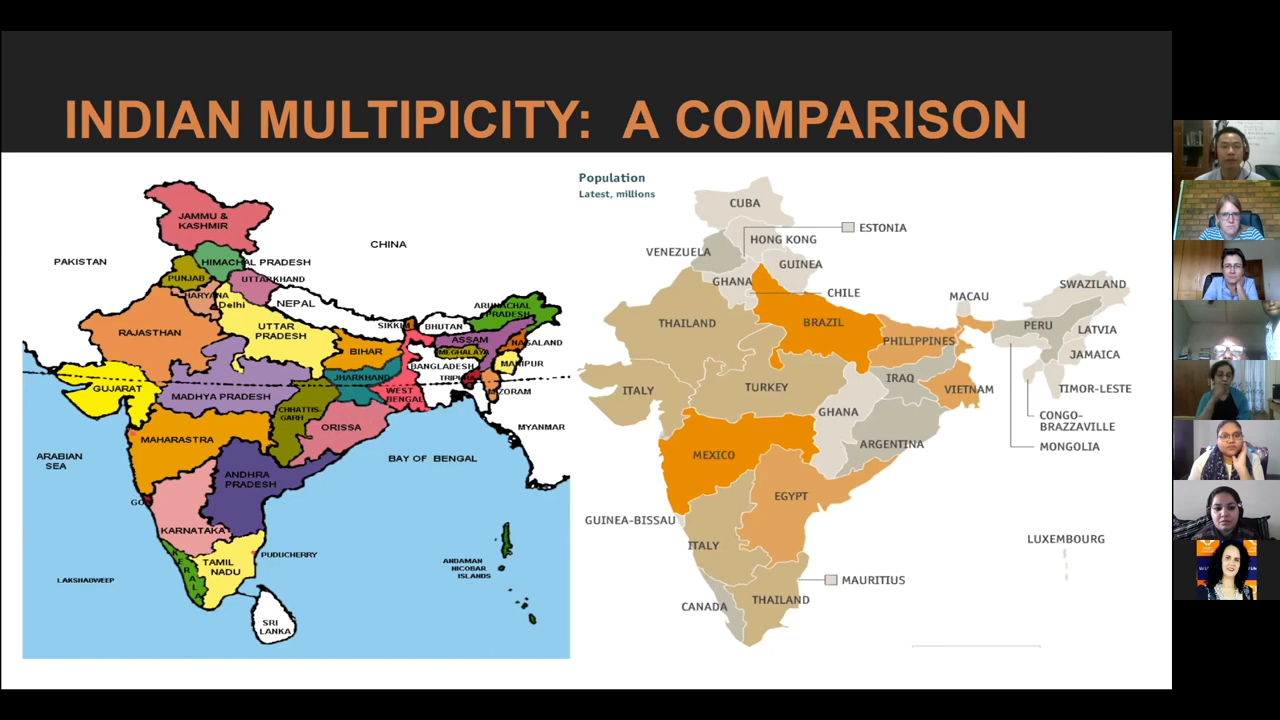 INDIAN MULTIPICITY: A COMPARISON
JAMMU &
KASHMIR
CHINA
PAKISTAN
HIMACHAL PRADESH
PUNJAB
UTTARKHAND
HARYANA
Delhi
NEPAL
ARUNACHAL
PRADESH
SIKKIM
BHUTAN
RAJASTHAN
UTTAR
PRADESH
ASSAM
NAGALAND
BIHAR
MEGHALAYA
BANGLADESH
MANIPUR
JHARKHAND
TRIPURA
GUJARAT
MADHYA PRADESH
WEST
BENGAL
MIZORAM
CHHATTIS-
GARH
ORISSA
MYANMAR
MAHARASTRA
ARABIAN
SEA
BAY OF BENGAL
ANDHRA
PRADESH
GOA
KARNATAKA
PUDUCHERRY
KERALA
TAMIL
NADU
ANDAMAN
NICOBAR
ISLANDS
LAKSHADWEEP
SRI
LANKA
Population
Latest, millions
CUBA
ESTONIA
HONG KONG
VENEZUELA
GUINEA
GHANA
CHILE
SWAZILAND
MACAU
THAILAND
BRAZIL
PERU
LATVIA
PHILIPPINES
JAMAICA
IRAQ
ITALY
TURKEY
VIETNAM
TIMOR-LESTE
GHANA
CONGO-
BRAZZAVILLE
ARGENTINA
MONGOLIA
MEXICO
EGYPT
GUINEA-BISSAU
LUXEMBOURG
ITALY
MAURITIUS
CANADA
THAILAND